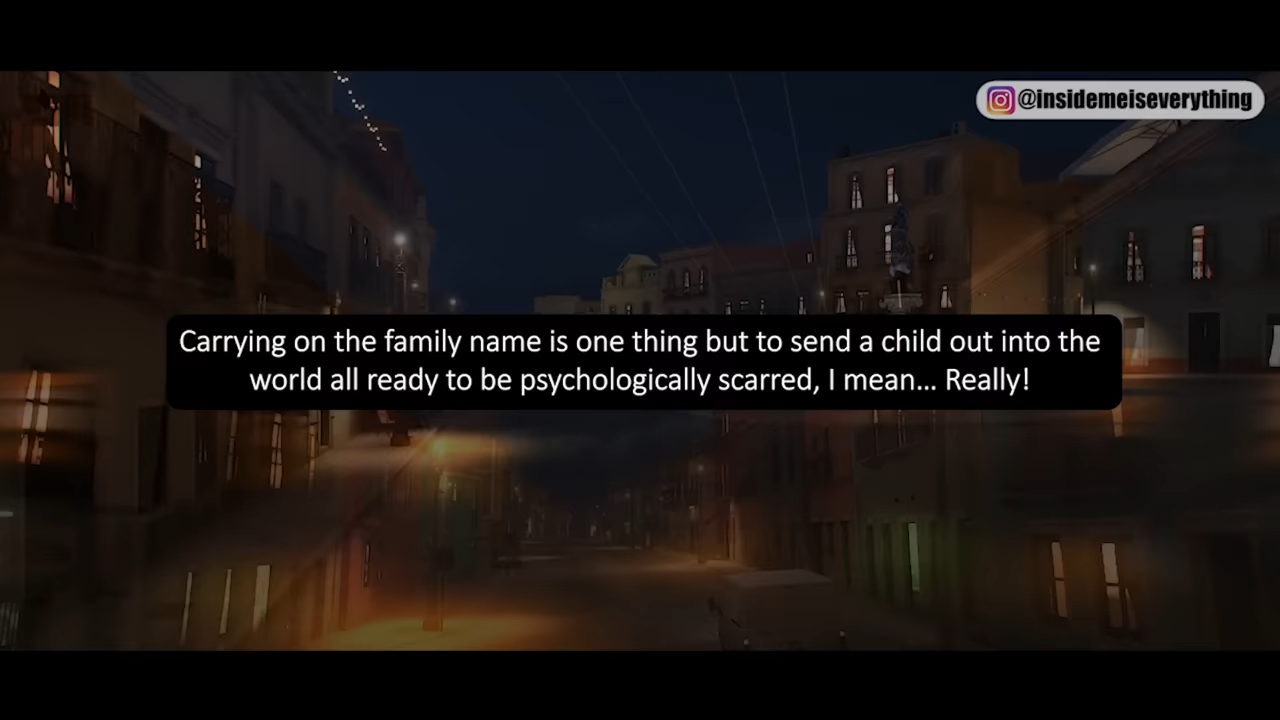 @insidemeiseverything
Carrying on the family name is one thing but to send a child out into the
world all ready to be psychologically scarred, I mean... Really!